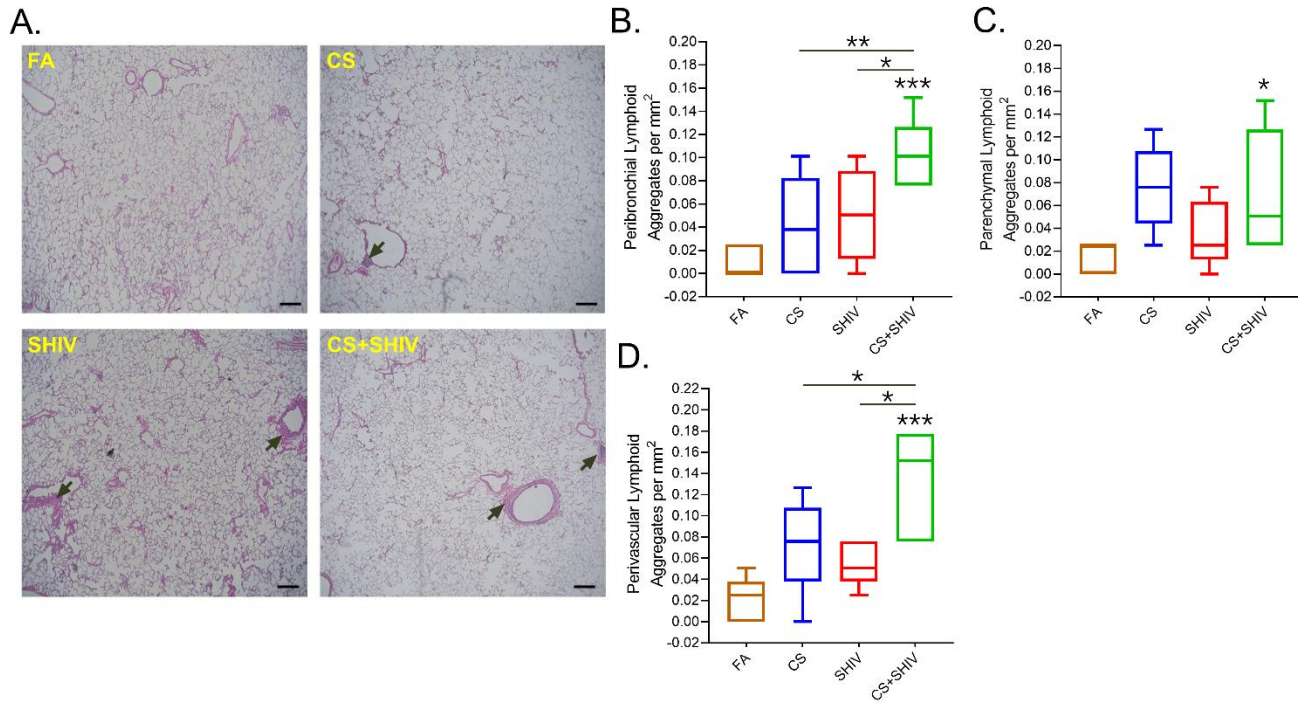 A.
FA
CS
SHIV
CS+SHIV
B.
Peribronchial Lymphoid
Aggregates per mm²
0.20
0.18
0.16
0.14
0.12
0.10
0.08
0.06
0.04
0.02
0.00
-0.02
**
*
***
FA
CS
SHIV
CS+SHIV
C.
Parenchymal Lymphoid
Aggregates per mm²
0.20
0.18
0.16
0.14
0.12
0.10
0.08
0.06
0.04
0.02
0.00
-0.02
*
FA
CS
SHIV
CS+SHIV
D.
Perivascular Lymphoid
Aggregates per mm²
0.22
0.20
0.18
0.16
0.14
0.12
0.10
0.08
0.06
0.04
0.02
0.00
-0.02
*
*
***
FA
CS
SHIV
CS+SHIV